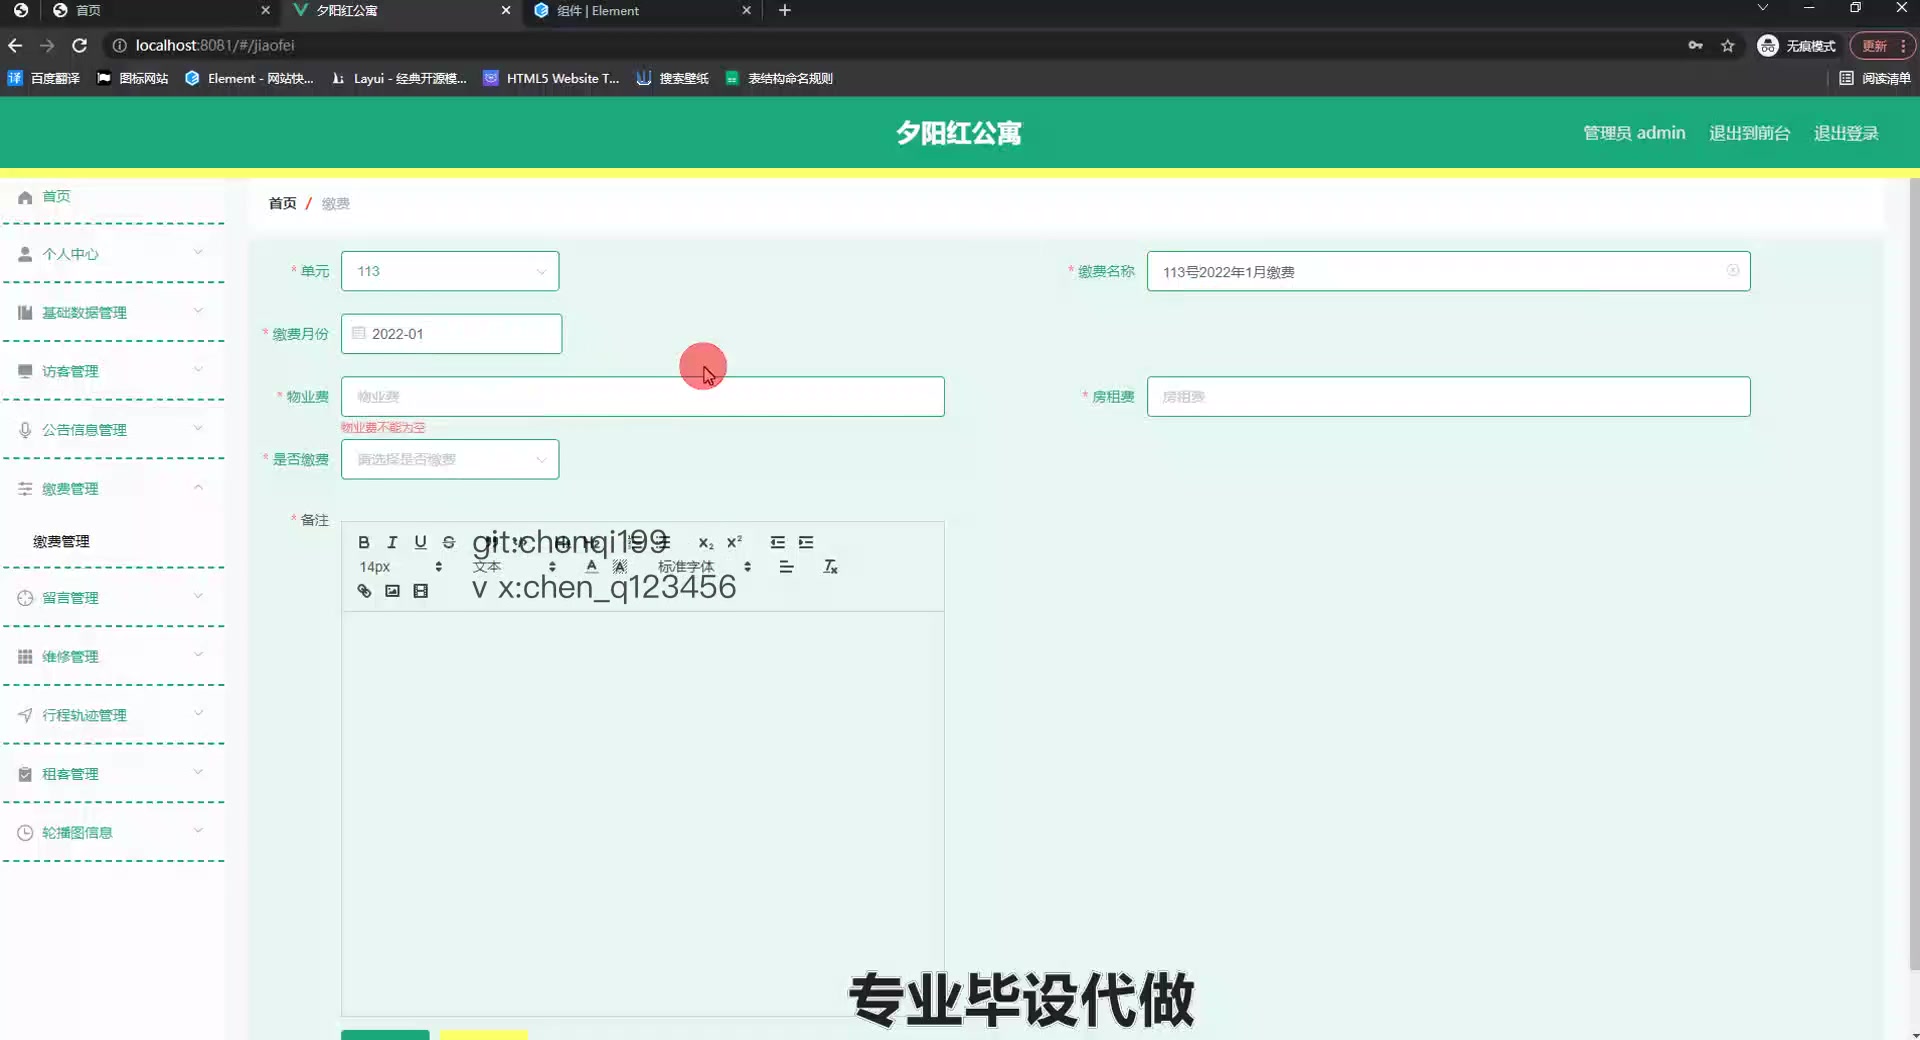 首页
夕阳红公寓
组件 | Element
localhost:8081/#/jiaofei
无痕模式
更新
百度翻译
图标网站
Element - 网站快...
Layui - 经典开源模...
HTML5 Website T...
搜索壁纸
表结构命名规则
阅读清单
夕阳红公寓
管理员 admin
退出到前台
退出登录
首页
个人中心
基础数据管理
访客管理
公告信息管理
缴费管理
缴费管理
留言管理
维修管理
行程轨迹管理
租客管理
轮播图信息
首页 / 缴费
* 单元
113
* 缴费名称
113号2022年1月缴费
* 缴费月份
2022-01
* 物业费
物业费
物业费不能为空
* 房租费
房租费
* 是否缴费
请选择是否缴费
* 备注
git:chenqi199
14px
文本
标准字体
v x:chen_q123456
专业毕设代做